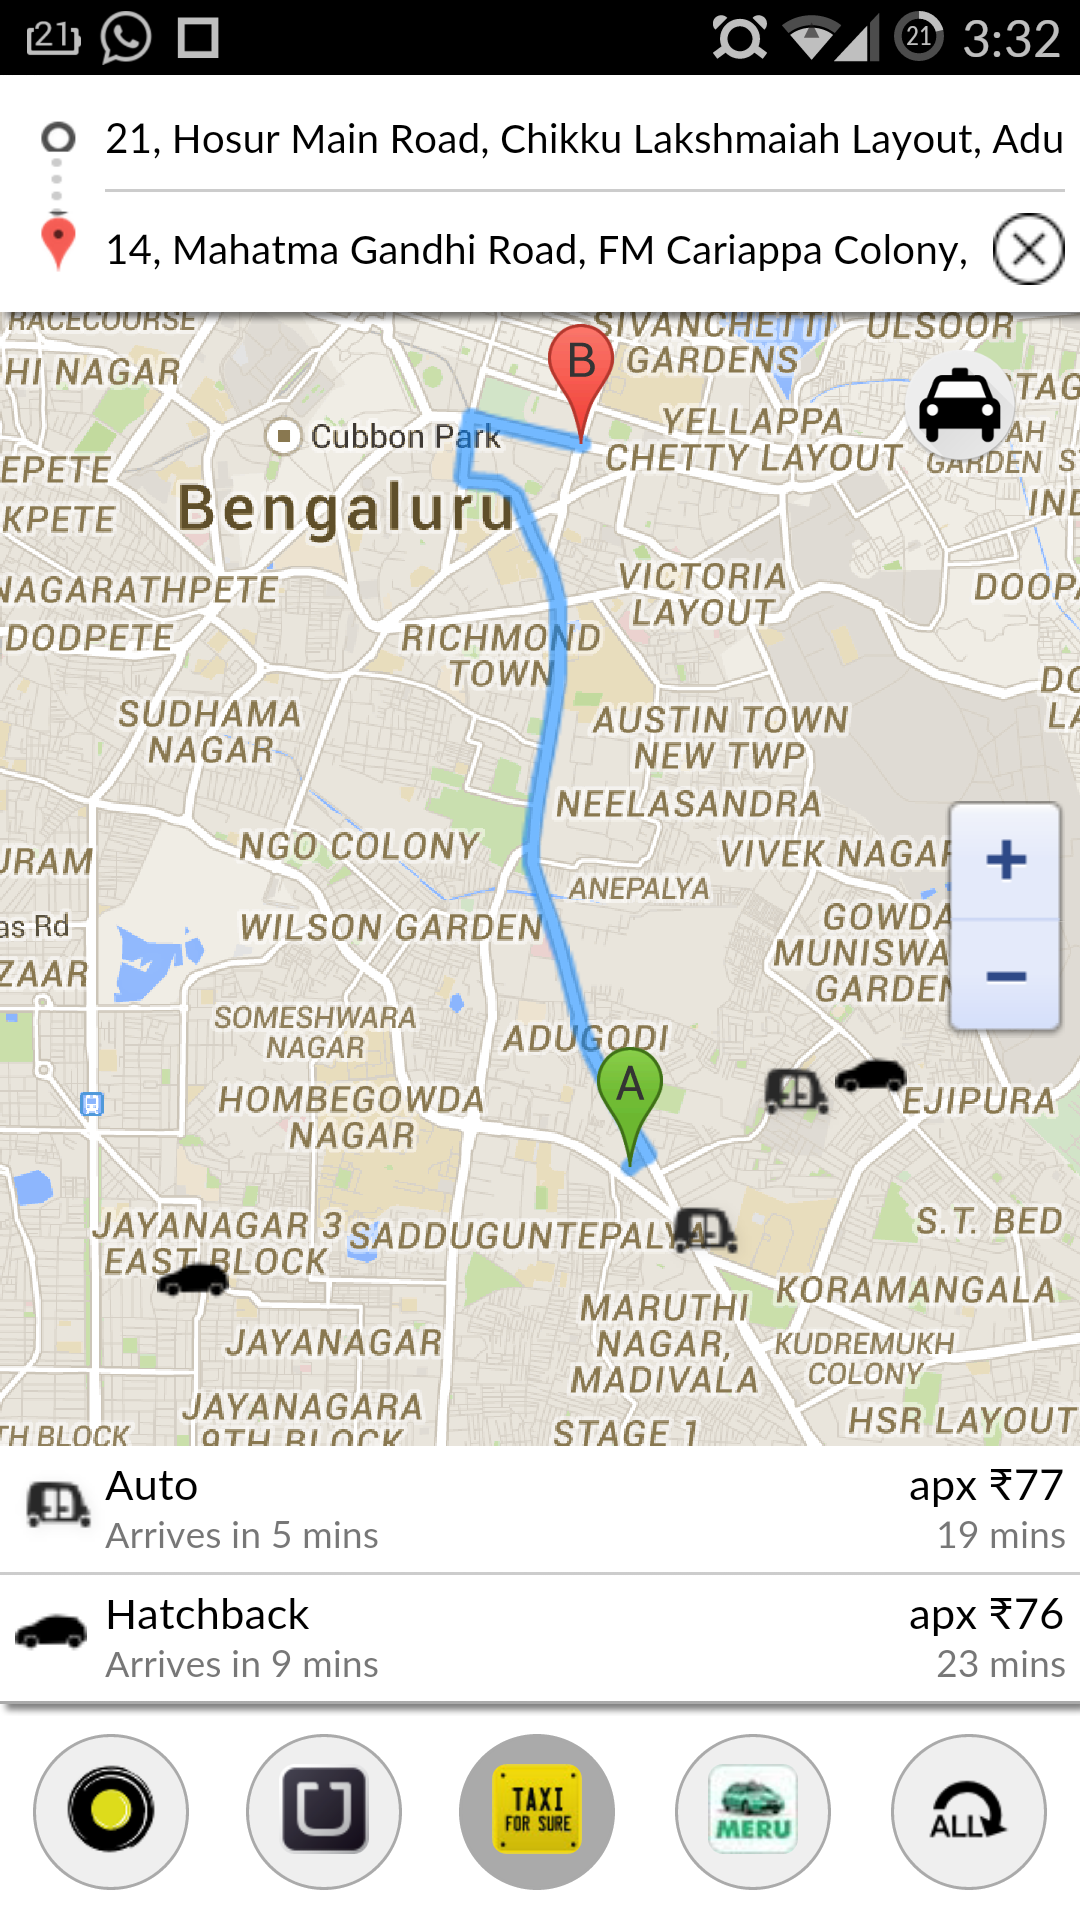 21
21
3:32
21, Hosur Main Road, Chikku Lakshmaiah Layout, Adu
14, Mahatma Gandhi Road, FM Cariappa Colony,
RACECOURSE
SIVANCHETTI
GARDENS
ULSOOR
HI NAGAR
B
STAG
Cubbon Park
YELLAPPA
CHETTY LAYOUT
AH
GARDEN
S
EPETE
Bengaluru
IND
KPETE
NAGARATHPETE
VICTORIA
LAYOUT
DOOPA
DODPETE
RICHMOND
TOWN
DO
LA
SUDHAMA
NAGAR
AUSTIN TOWN
NEW TWP
NEELASANDRA
+
NGO COLONY
VIVEK NAGAR
URAM
ANEPALYA
as Rd
WILSON GARDEN
GOWDA
MUNISWA
GARDEN
ZAAR
−
SOMESHWARA
NAGAR
ADUGODI
A
HOMBEGOWDA
NAGAR
EJIPURA
JAYANAGAR 3
EAST BLOCK
SADDUGUNTEPALYA
S.T. BED
KORAMANGALA
MARUTHI
NAGAR,
MADIVALA
JAYANAGAR
KUDREMUKH
COLONY
JAYANAGARA
9TH BLOCK
TH BLOCK
STAGE 1
HSR LAYOUT
Auto
apx ₹77
Arrives in 5 mins
19 mins
Hatchback
apx ₹76
Arrives in 9 mins
23 mins
U
TAXI
FOR SURE
MERU
ALL